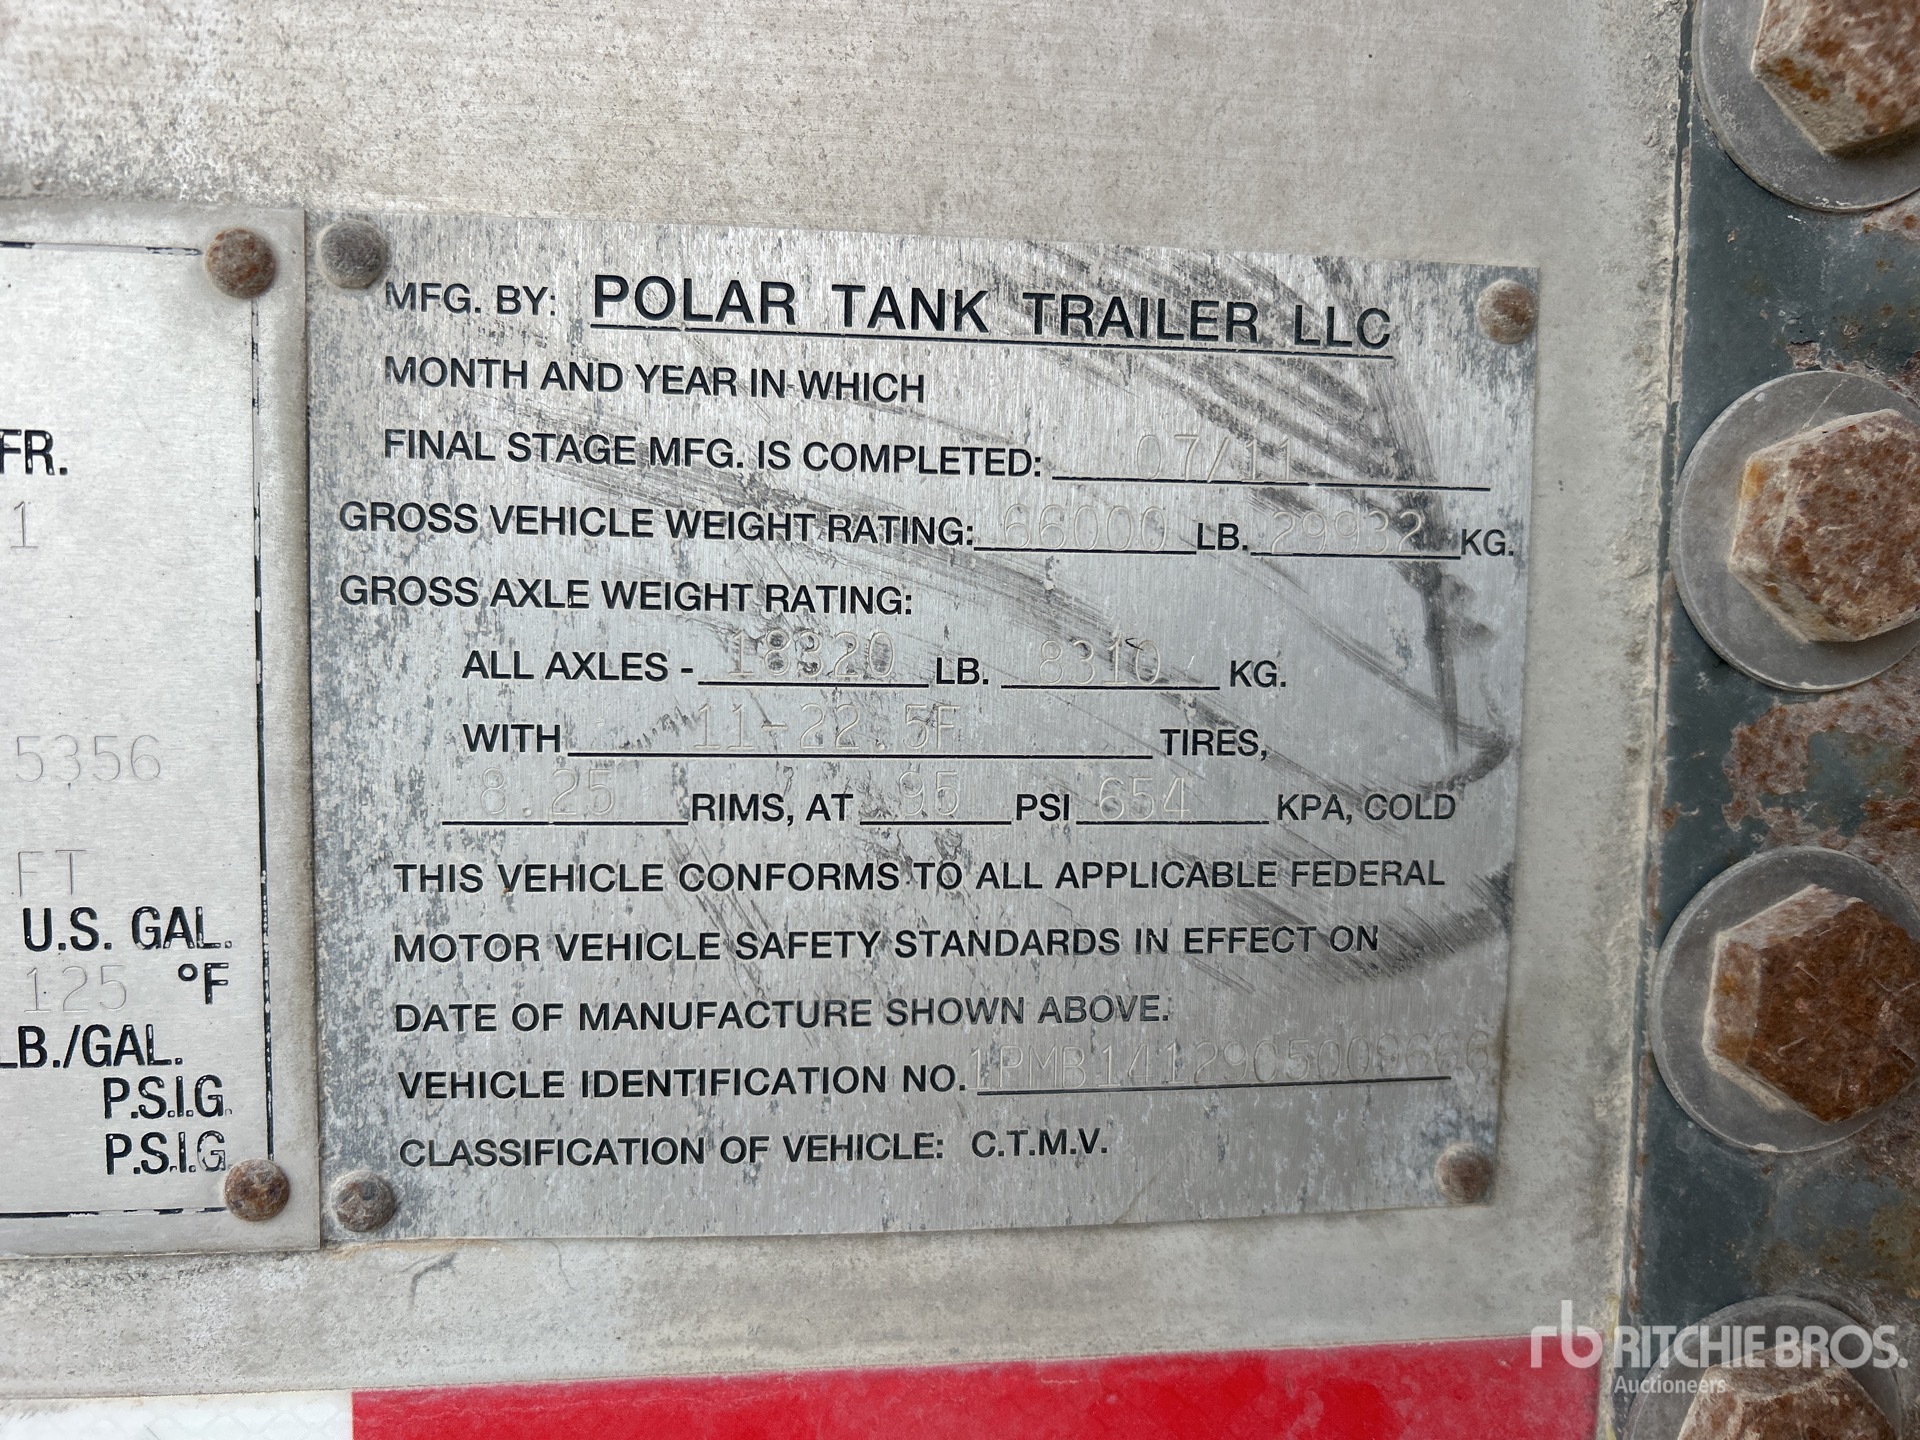 FR.
1
5356
FT
U.S. GAL.
125 °F
LB./GAL.
P.S.I.G.
P.S.I.G.
MFG. BY: POLAR TANK TRAILER LLC
MONTH AND YEAR IN WHICH
FINAL STAGE MFG. IS COMPLETED: 07/11
GROSS VEHICLE WEIGHT RATING: 66000 LB. 29932 KG.
GROSS AXLE WEIGHT RATING:
ALL AXLES - 18320 LB. 8310 KG.
WITH 11-22.5F TIRES,
8.25 RIMS, AT 95 PSI 654 KPA, COLD
THIS VEHICLE CONFORMS TO ALL APPLICABLE FEDERAL
MOTOR VEHICLE SAFETY STANDARDS IN EFFECT ON
DATE OF MANUFACTURE SHOWN ABOVE.
VEHICLE IDENTIFICATION NO. 1PMB14129C5009666
CLASSIFICATION OF VEHICLE: C.T.M.V.
rb RITCHIE BROS.
Auctioneers